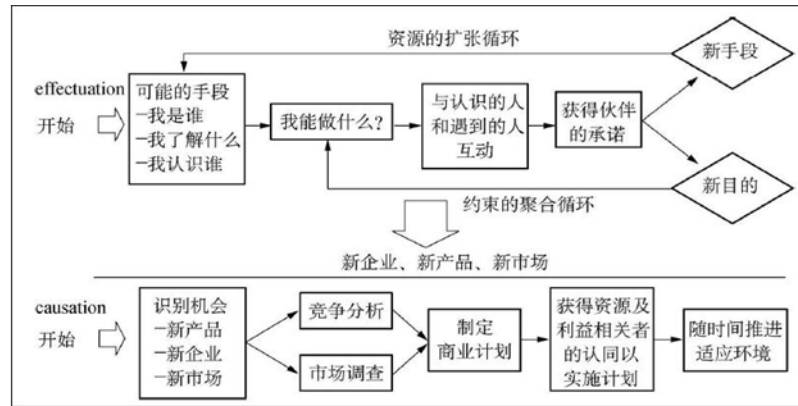 资源的扩张循环
新手段
effectuation
开始
可能的手段
-我是谁
-我了解什么
-我认识谁
我能做什么?
与认识的人
和遇到的人
互动
获得伙伴
的承诺
新目的
约束的聚合循环
新企业、新产品、新市场
causation
开始
识别机会
-新产品
-新企业
-新市场
竞争分析
市场调查
制定
商业计划
获得资源及
利益相关者
的认同以
实施计划
随时间推进
适应环境